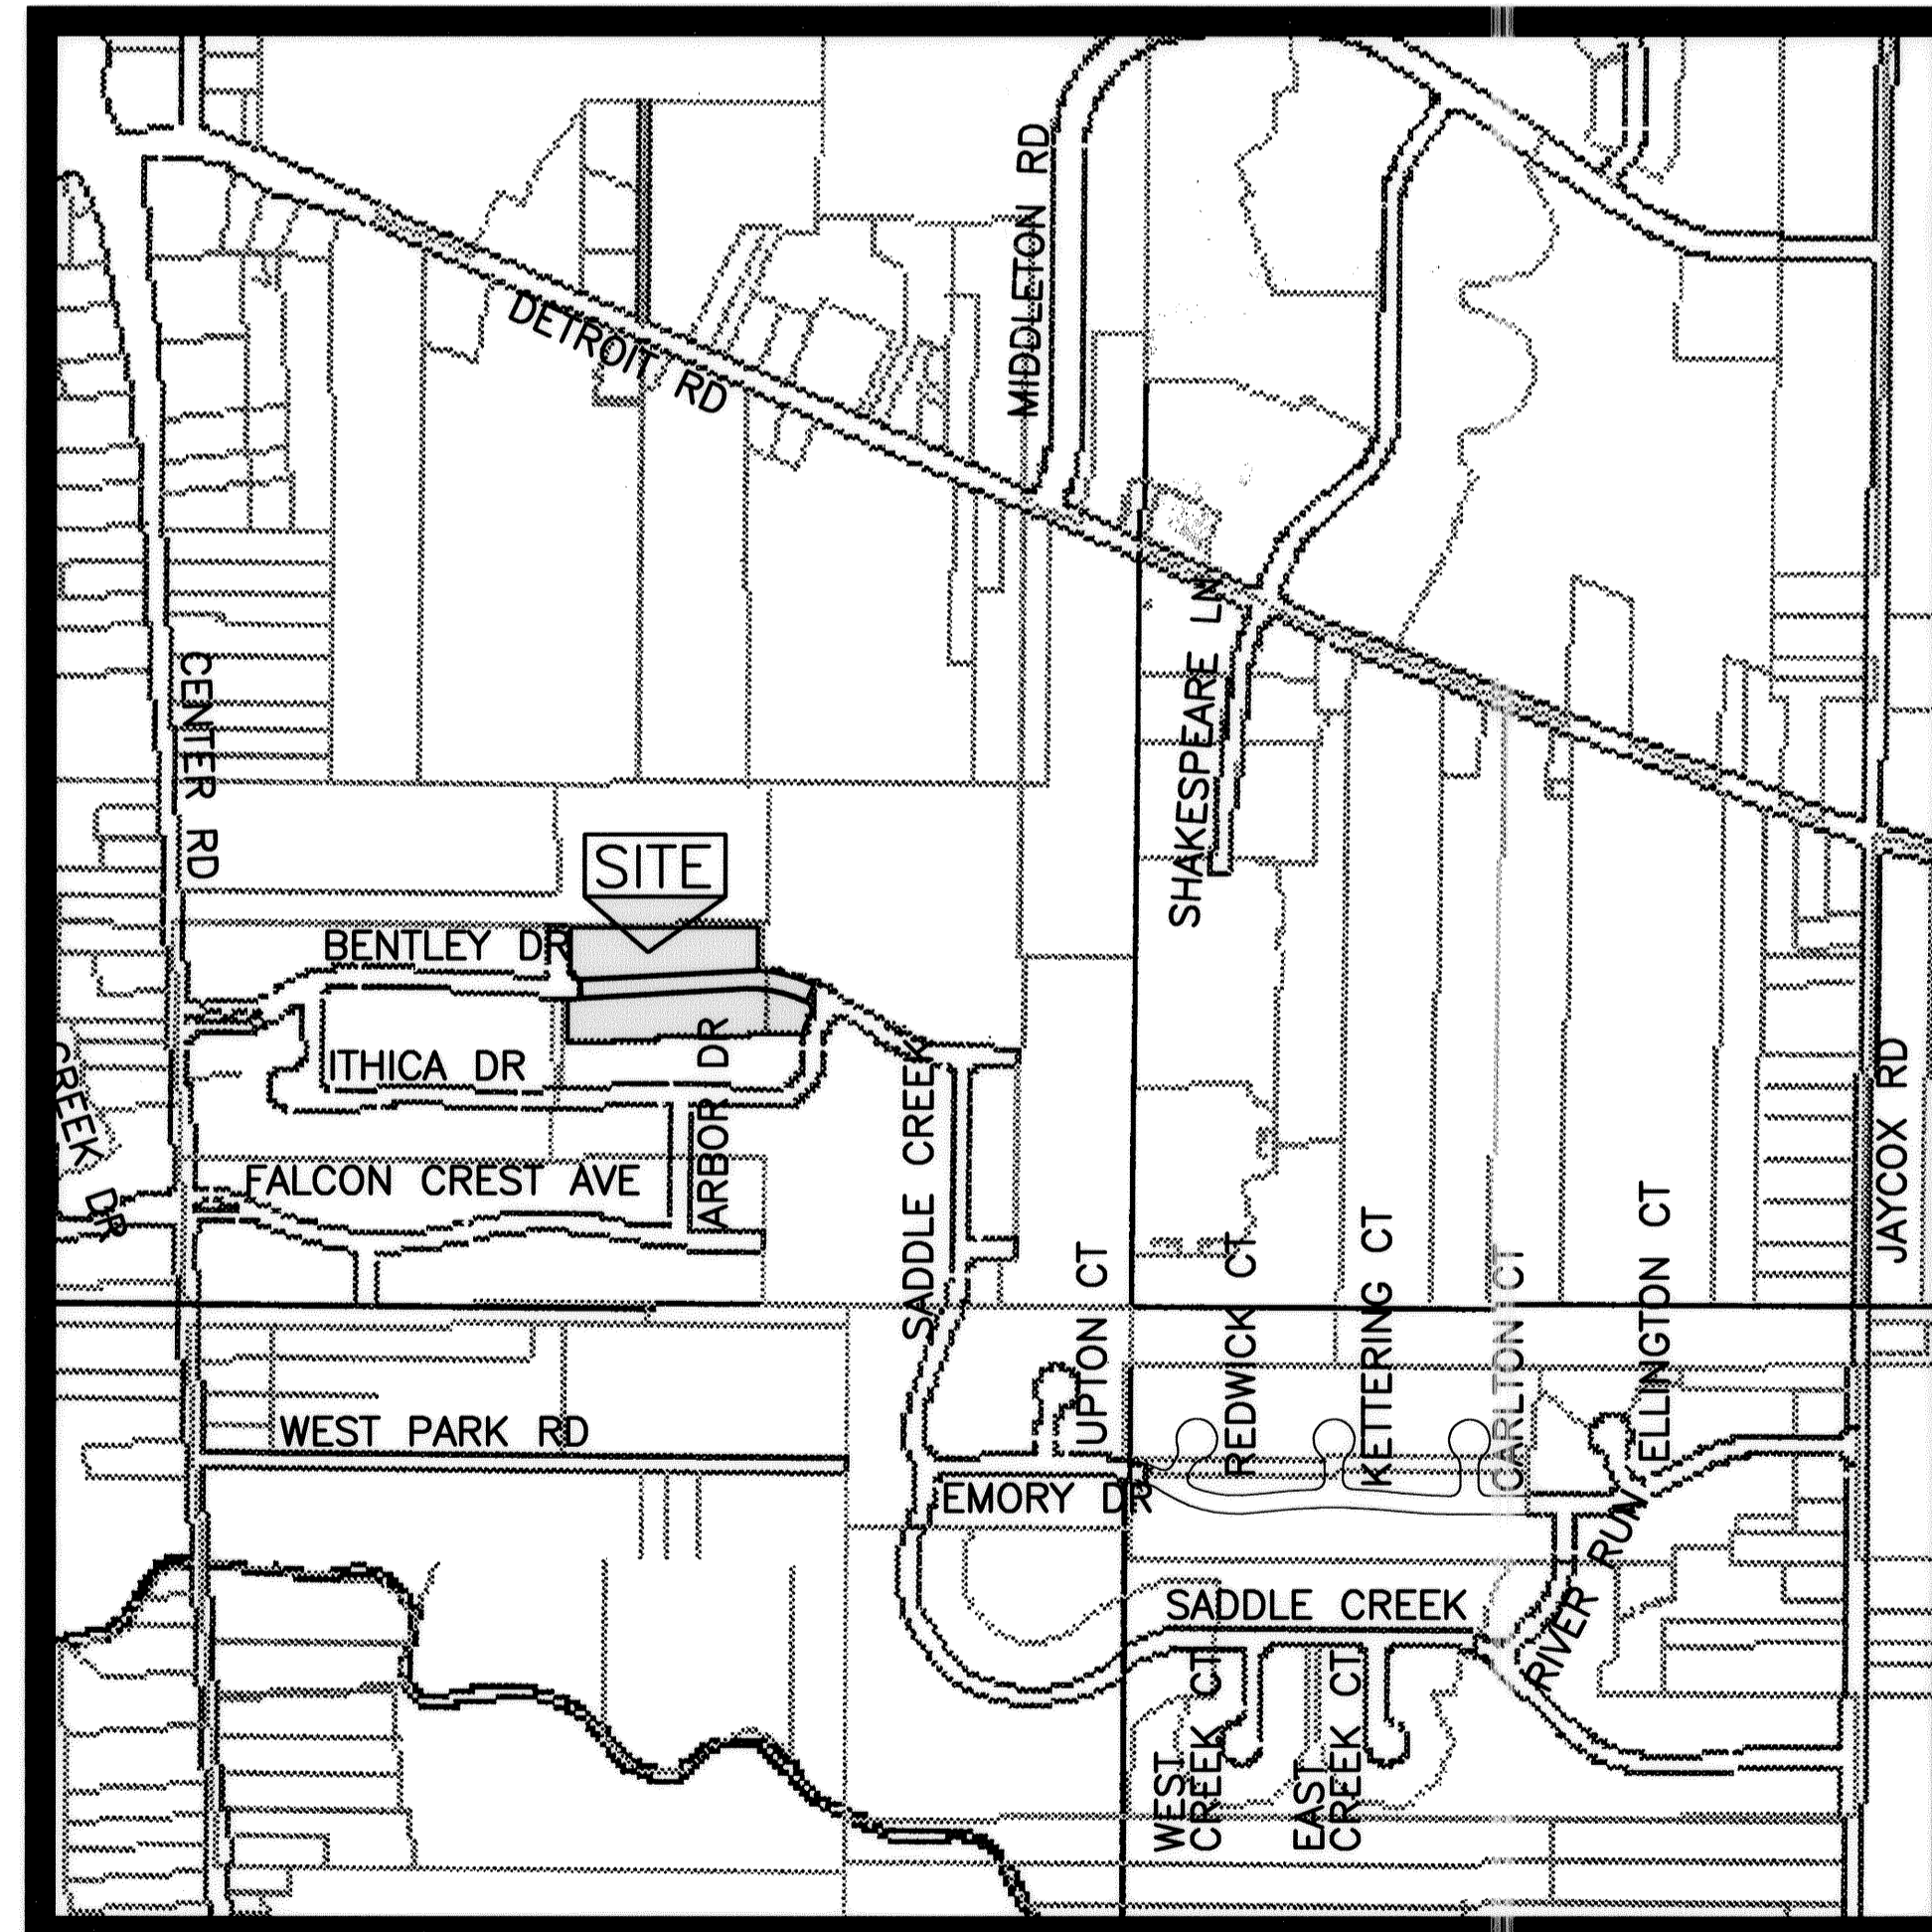 MIDDLETON RD
DETROIT RD
SHAKESPEARE LN
CENTER RD
SITE
BENTLEY DR
ITHICA DR
ARBOR DR
CREEK DR
FALCON CREST AVE
SADDLE CREEK
JAYCOX RD
UPTON CT
REDWICK CT
KETTERING CT
CARLTON CT
ELLINGTON CT
WEST PARK RD
EMORY DR
RIVER RUN
SADDLE CREEK
WEST
CREEK CT
EAST
CREEK CT